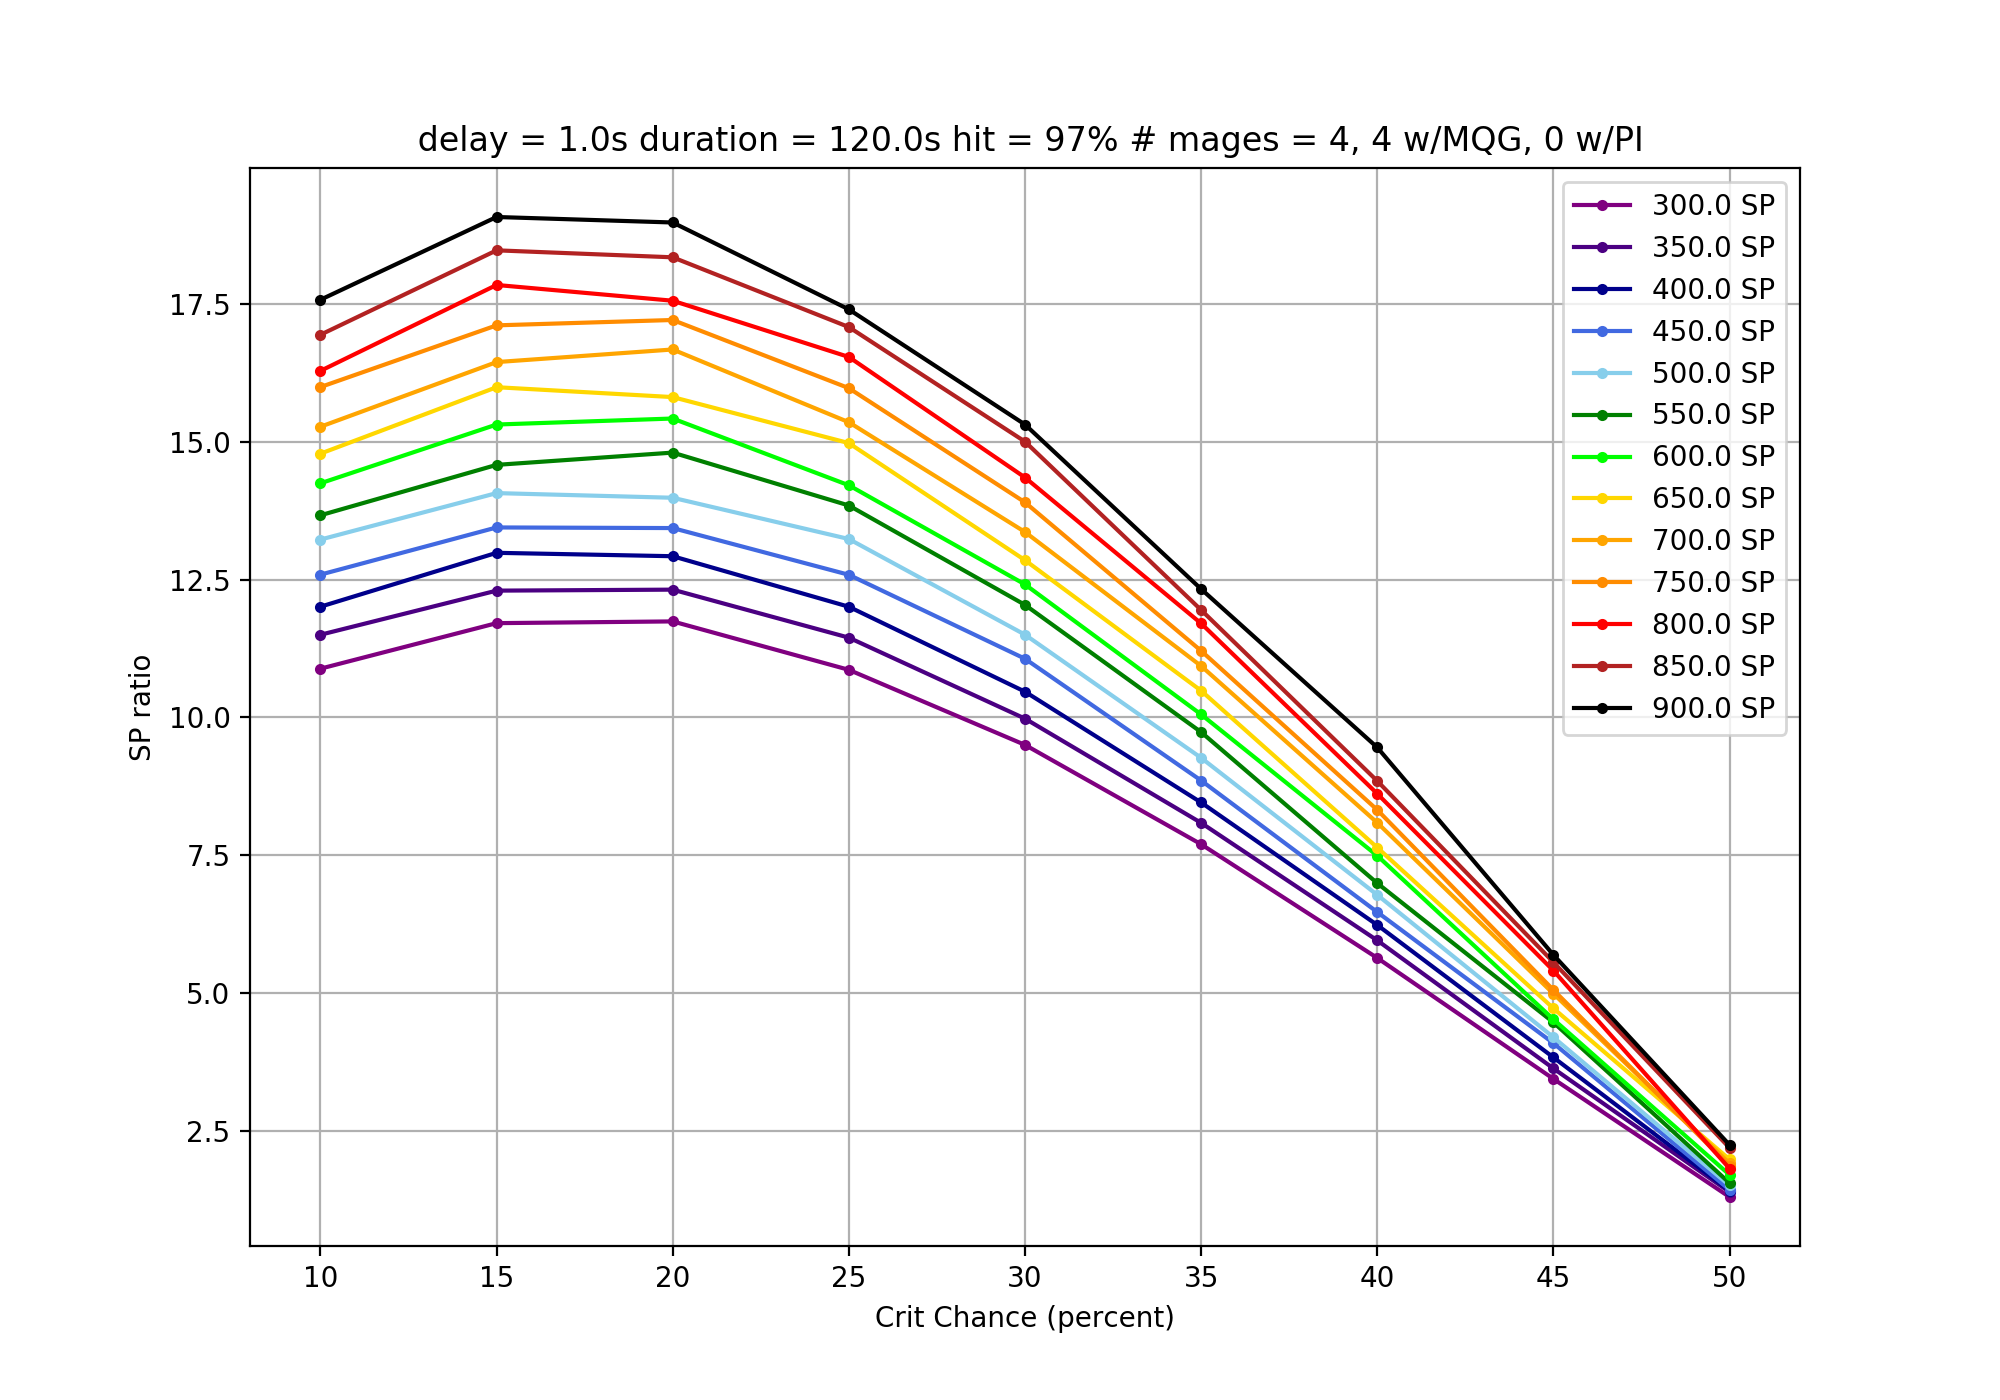 delay = 1.0s duration = 120.0s hit = 97% # mages = 4, 4 w/MQG, 0 w/PI
300.0 SP
350.0 SP
400.0 SP
450.0 SP
500.0 SP
550.0 SP
600.0 SP
650.0 SP
700.0 SP
750.0 SP
800.0 SP
850.0 SP
900.0 SP
SP ratio
17.5
15.0
12.5
10.0
7.5
5.0
2.5
10 15 20 25 30 35 40 45 50
Crit Chance (percent)